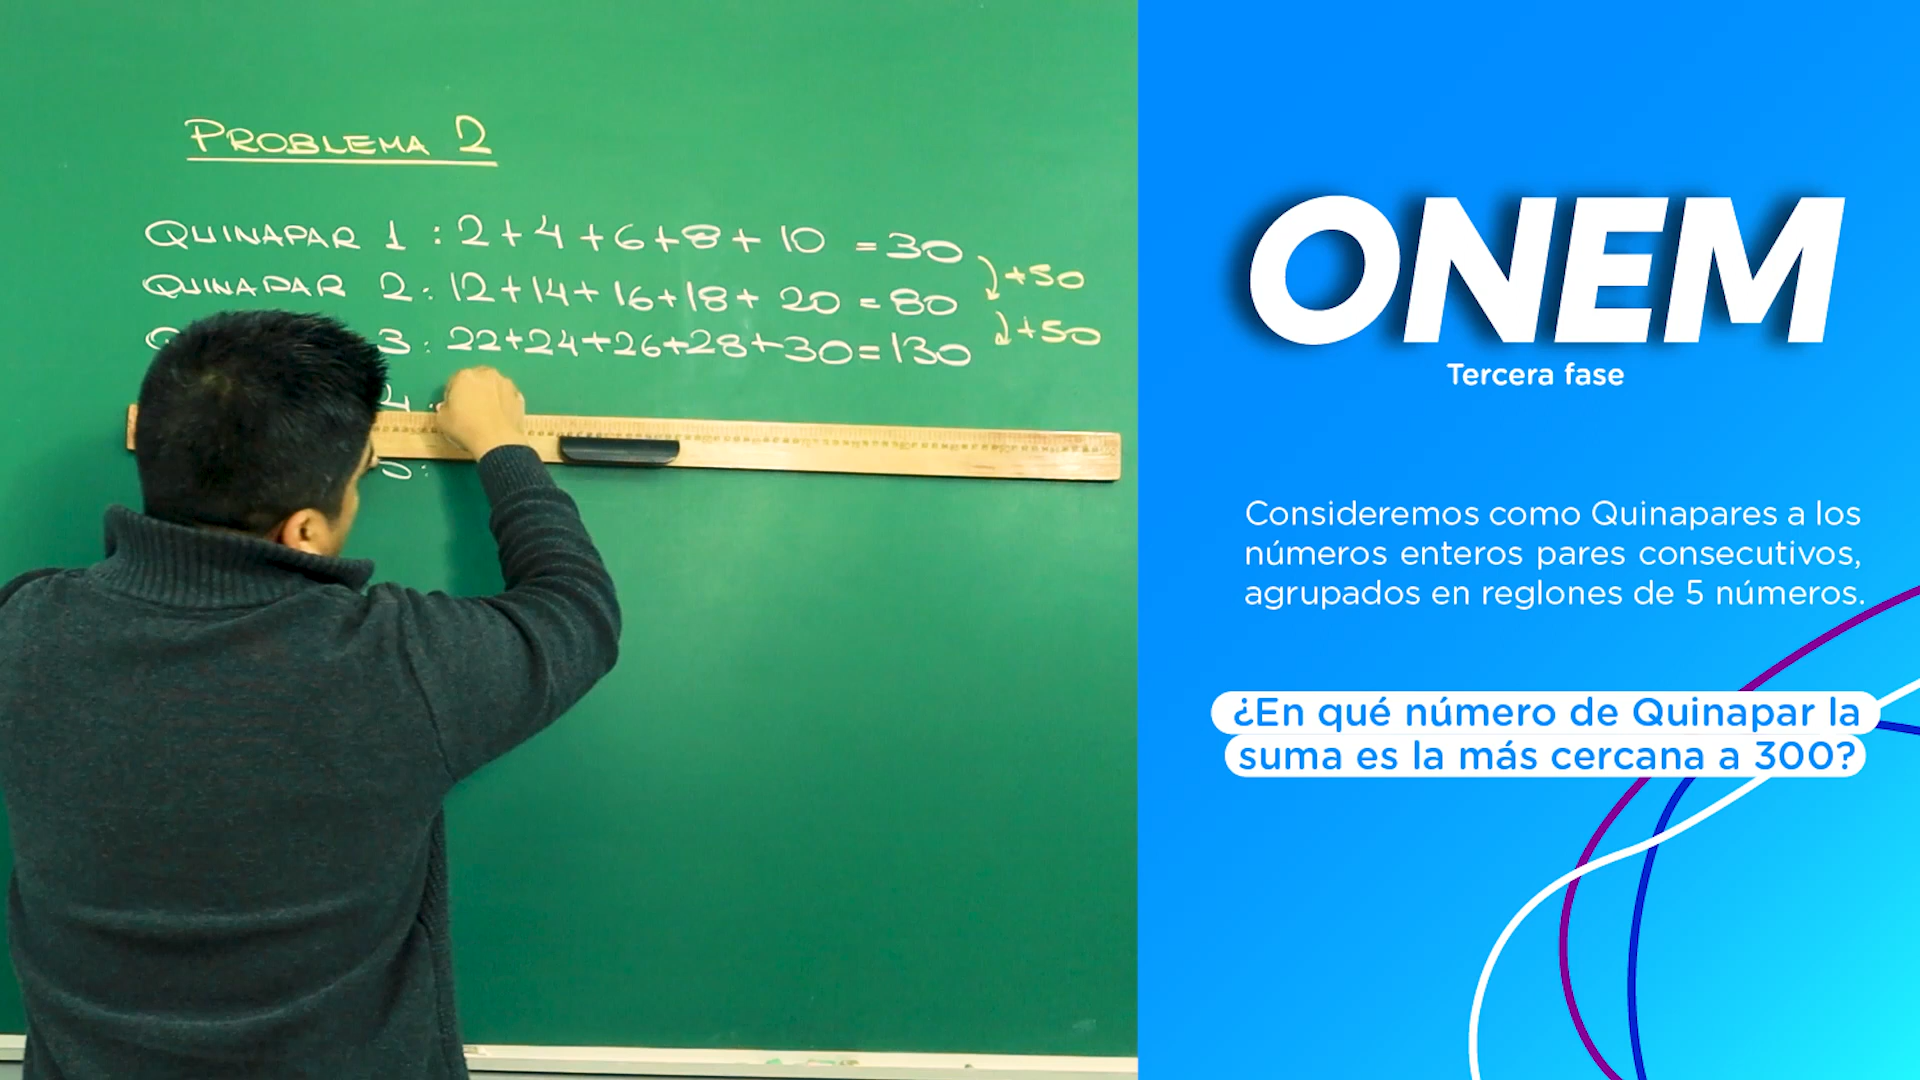 PROBLEMA 2
QUINAPAR 1 : 2+4+6+8+10 =30
+50
QUINAPAR 2: 12+14+16+18+20=80
+50
3: 22+24+26+28+30=130
4:
5:
ONEM
Tercera fase
Consideremos como Quinapares a los
números enteros pares consecutivos,
agrupados en reglones de 5 números.
¿En qué número de Quinapar la
suma es la más cercana a 300?